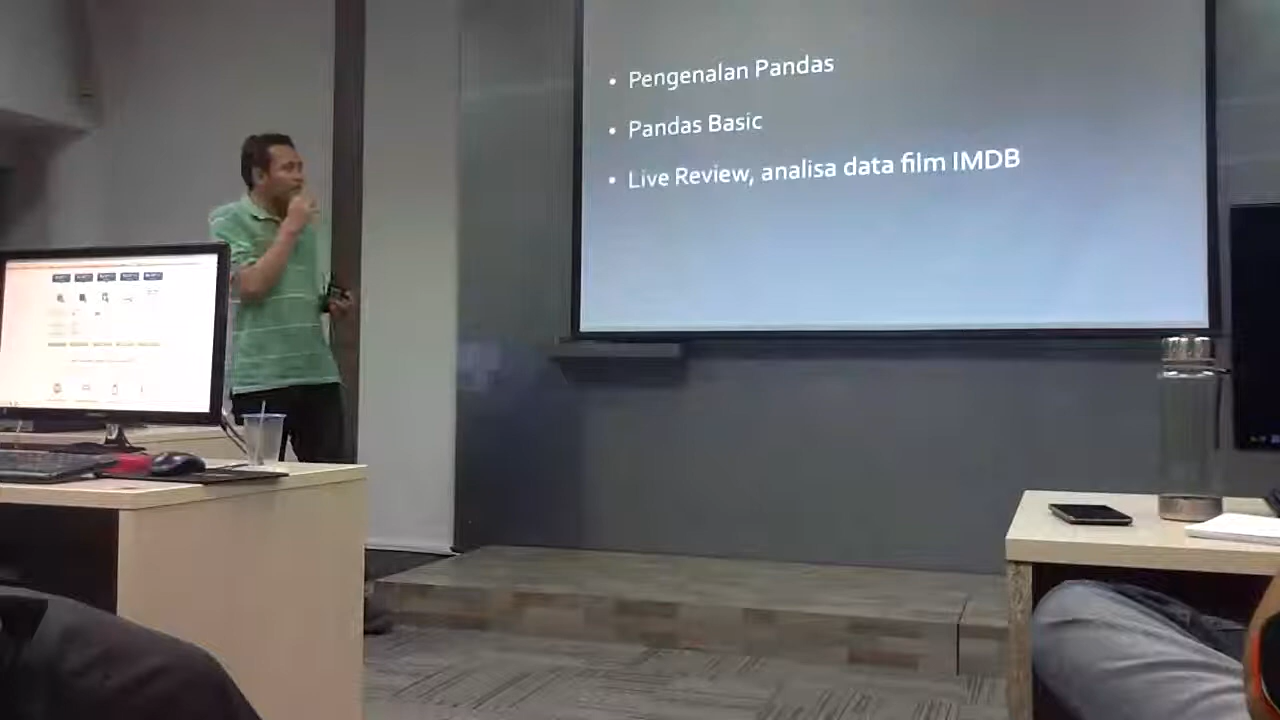 • Pengenalan Pandas
• Pandas Basic
• Live Review, analisa data film IMDB